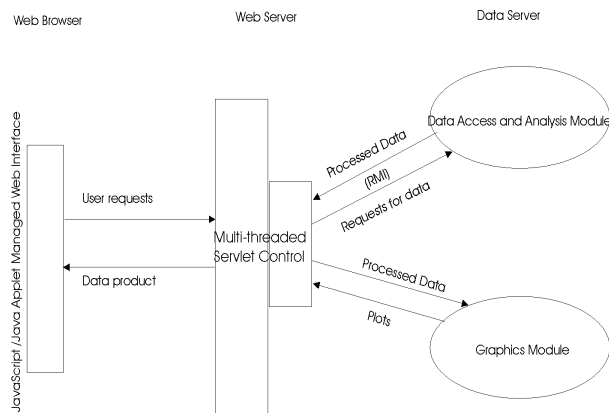 Web Browser
Web Server
Data Server
JavaScript /Java Applet Managed Web Interface
User requests
Data product
Multi-threaded
Servlet Control
Processed Data
(RMI)
Requests for data
Data Access and Analysis Module
Processed Data
Plots
Graphics Module